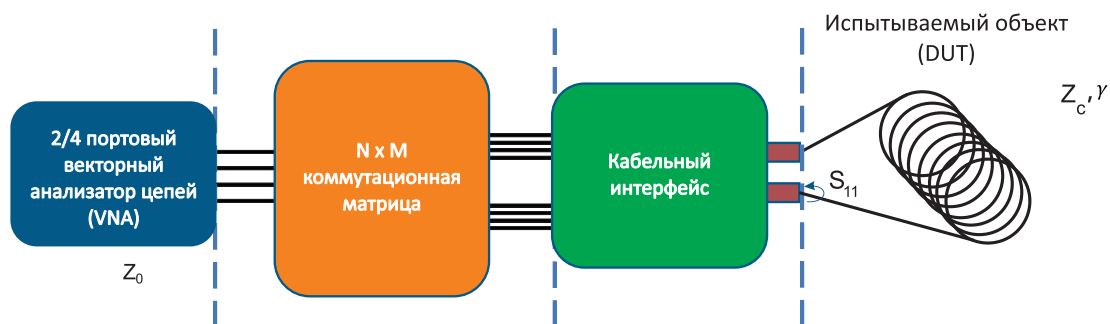 Испытываемый объект
(DUT)
Zc,γ
2/4 портовый
векторный
анализатор цепей
(VNA)
N x M
коммутационная
матрица
Кабельный
интерфейс
S11
Z0